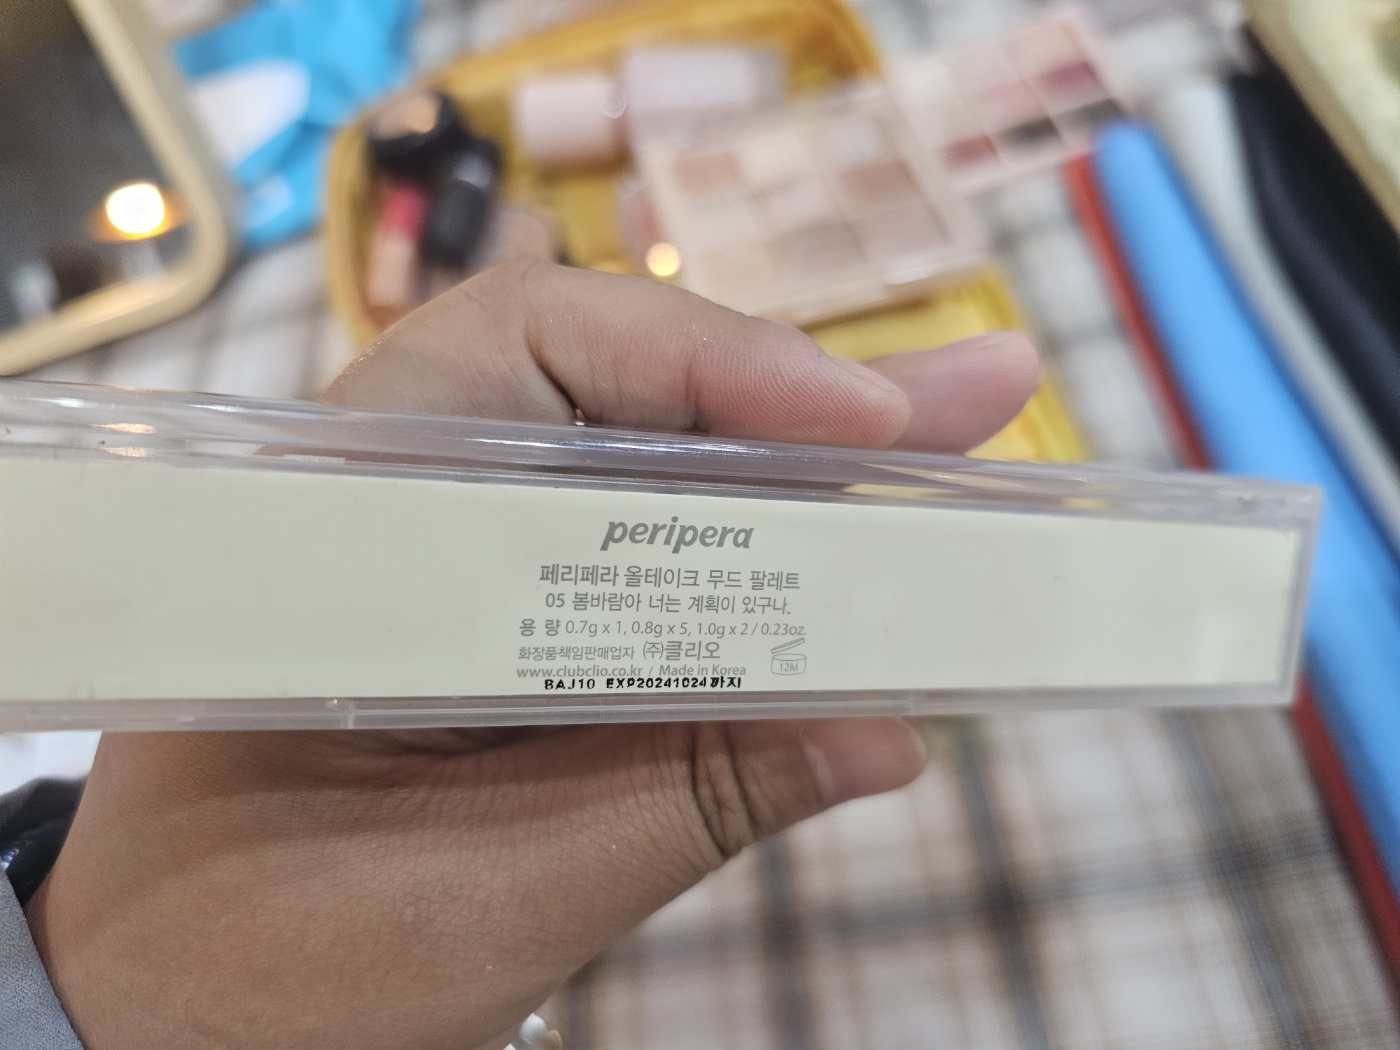 peripera
페리페라 올테이크 무드 팔레트
05 봄바람아 너는 계획이 있구나.
용 량 0.7g x 1, 0.8g x 5, 1.0g x 2 / 0.23oz.
화장품책임판매업자 (주)클리오
12M
www.clubclio.co.kr / Made in Korea
BAJ10 EXP20241024까지